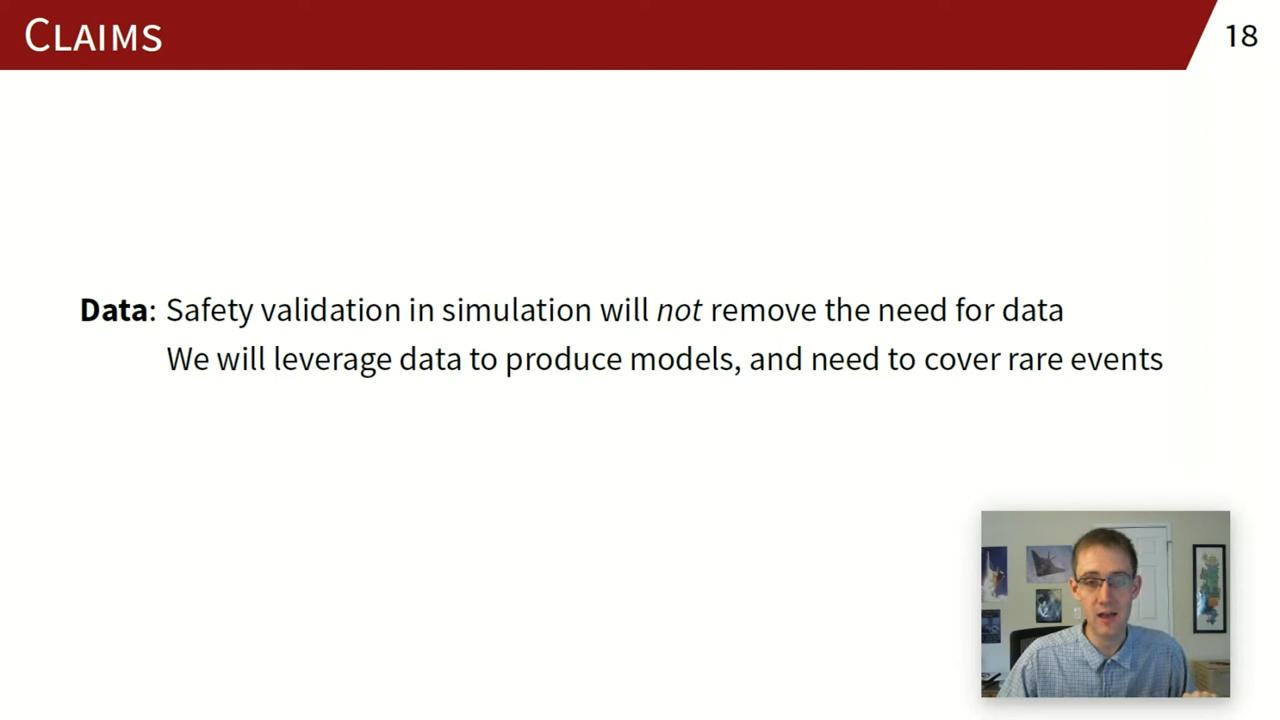 CLAIMS
18
Data: Safety validation in simulation will not remove the need for data
We will leverage data to produce models, and need to cover rare events